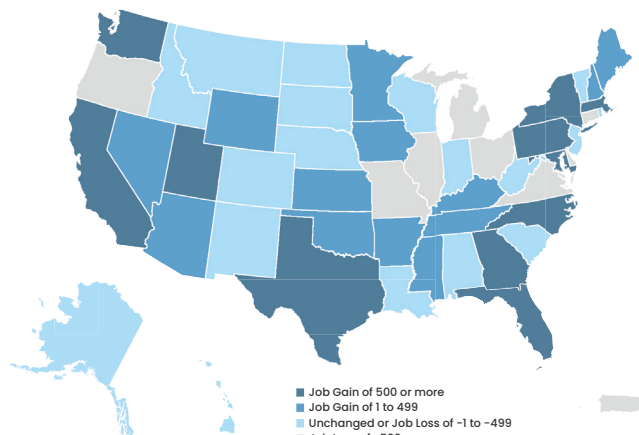 Job Gain of 500 or more
Job Gain of 1 to 499
Unchanged or Job Loss of -1 to -499